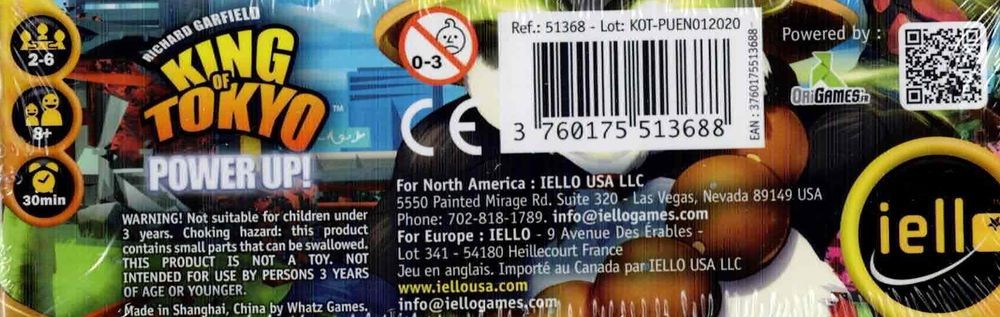 2-6
8+
30min
RICHARD GARFIELD
KING
OF
TOKYO
TM
POWER UP!
WARNING! Not suitable for children under
3 years. Choking hazard: this product
contains small parts that can be swallowed.
THIS PRODUCT IS NOT A TOY. NOT
INTENDED FOR USE BY PERSONS 3 YEARS
OF AGE OR YOUNGER.
Made in Shanghai, China by Whatz Games.
0-3
CE
Ref.: 51368 - Lot: KOT-PUEN012020
3 760175 513688
EAN : 3760175513688
Powered by :
ORIGAMES.FR
For North America : IELLO USA LLC
5550 Painted Mirage Rd. Suite 320 - Las Vegas, Nevada 89149 USA
Phone: 702-818-1789. info@iellogames.com
For Europe : IELLO - 9 Avenue Des Érables -
Lot 341 - 54180 Heillecourt France
Jeu en anglais. Importé au Canada par IELLO USA LLC
www.iellousa.com
info@iellogames.com
iello